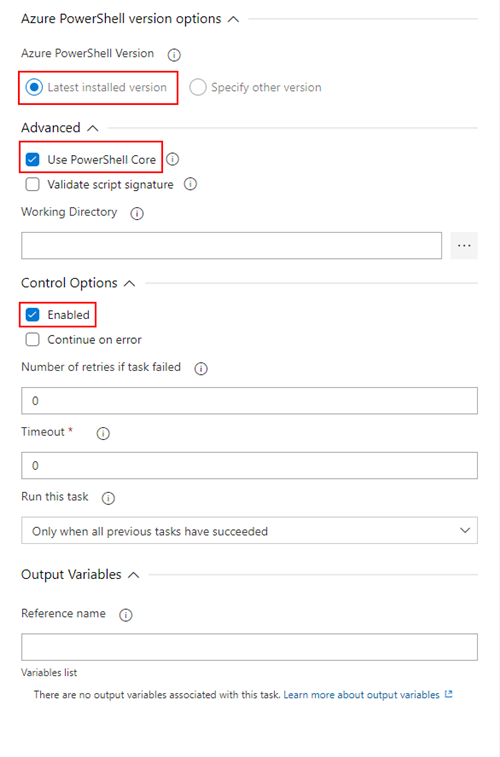 Azure PowerShell version options
Azure PowerShell Version
Latest installed version Specify other version
Advanced
Use PowerShell Core
Validate script signature
Working Directory
...
Control Options
Enabled
Continue on error
Number of retries if task failed
0
Timeout *
0
Run this task
Only when all previous tasks have succeeded
Output Variables
Reference name
Variables list
There are no output variables associated with this task. Learn more about output variables